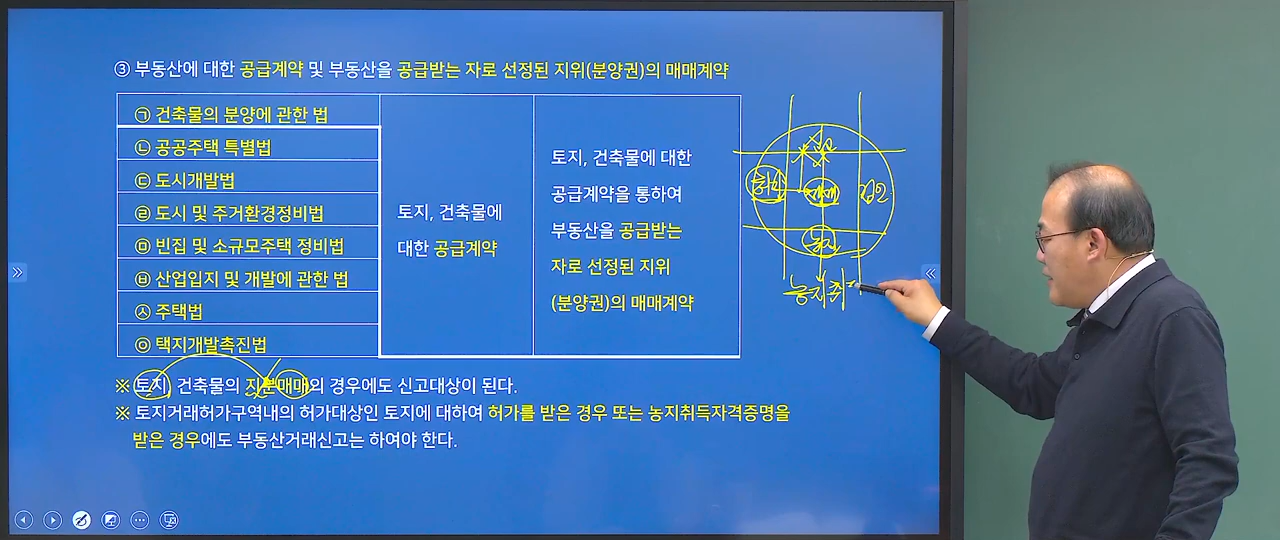 ③ 부동산에 대한 공급계약 및 부동산을 공급받는 자로 선정된 지위(분양권)의 매매계약
㉠ 건축물의 분양에 관한 법
㉡ 공공주택 특별법
㉢ 도시개발법
㉣ 도시 및 주거환경정비법
㉤ 빈집 및 소규모주택 정비법
㉥ 산업입지 및 개발에 관한 법
㉦ 주택법
㉧ 택지개발촉진법
토지, 건축물에
대한 공급계약
토지, 건축물에 대한
공급계약을 통하여
부동산을 공급받는
자로 선정된 지위
(분양권)의 매매계약
허가
매매
검인
농지
농지취
※ 토지, 건축물의 지분매매의 경우에도 신고대상이 된다.
※ 토지거래허가구역내의 허가대상인 토지에 대하여 허가를 받은 경우 또는 농지취득자격증명을
받은 경우에도 부동산거래신고는 하여야 한다.